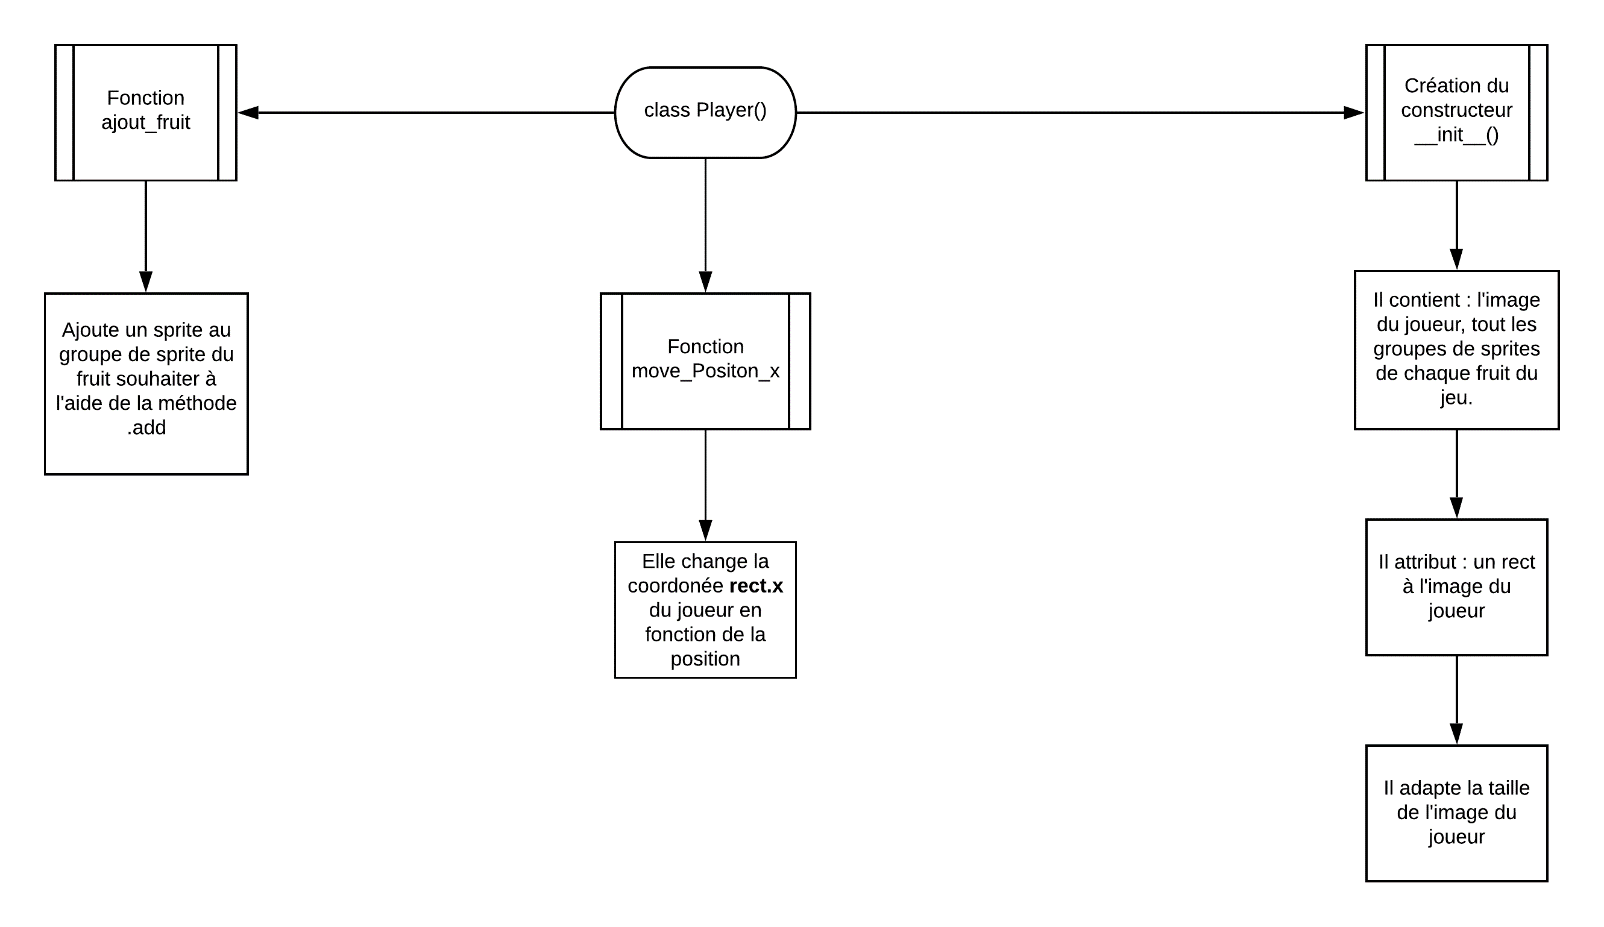 Fonction
ajout_fruit
class Player()
Création du
constructeur
__init__()
Ajoute un sprite au
groupe de sprite du
fruit souhaiter à
l'aide de la méthode
.add
Fonction
move_Positon_x
Il contient : l'image
du joueur, tout les
groupes de sprites
de chaque fruit du
jeu.
Elle change la
coordonée rect.x
du joueur en
fonction de la
position
Il attribut : un rect
à l'image du
joueur
Il adapte la taille
de l'image du
joueur